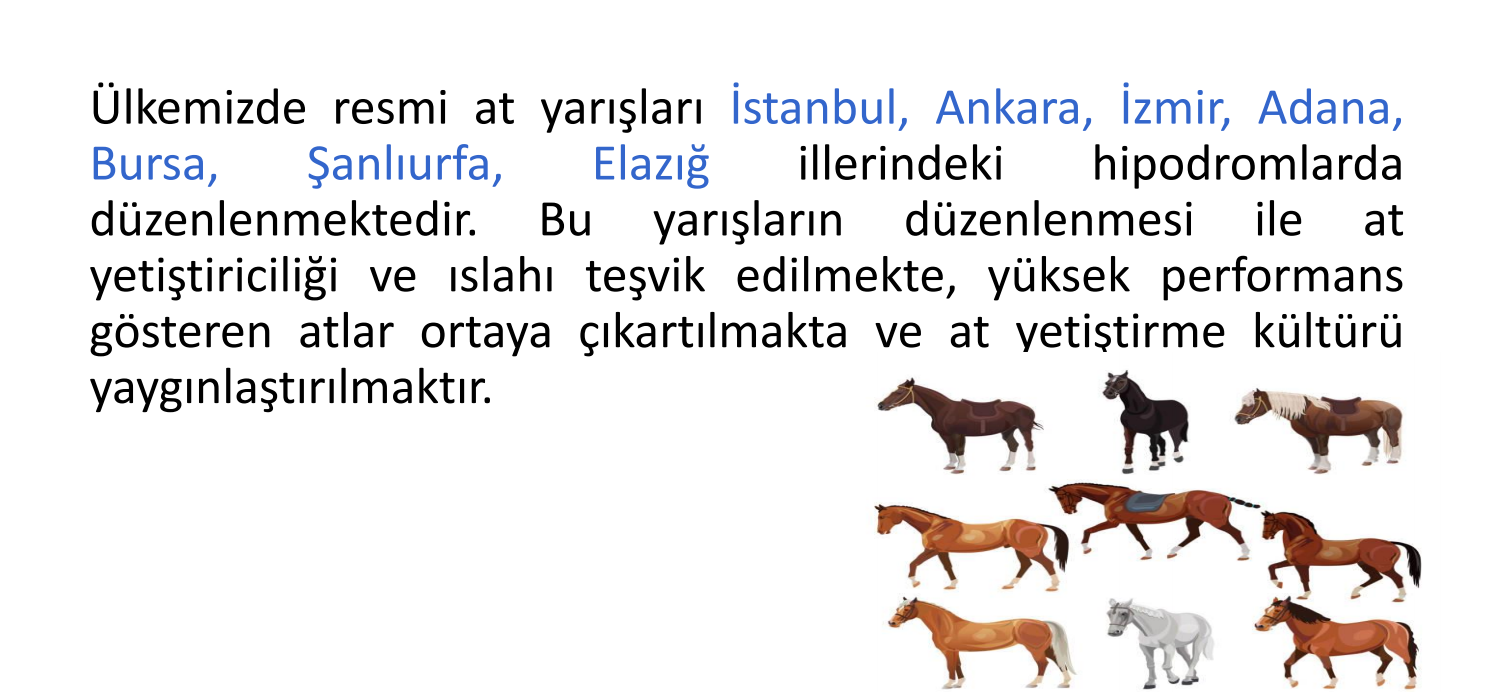 Ülkemizde resmi at yarışları İstanbul, Ankara, İzmir, Adana,
Bursa, Şanlıurfa, Elazığ illerindeki hipodromlarda
düzenlenmektedir. Bu yarışların düzenlenmesi ile at
yetiştiriciliği ve ıslahı teşvik edilmekte, yüksek performans
gösteren atlar ortaya çıkartılmakta ve at yetiştirme kültürü
yaygınlaştırılmaktır.